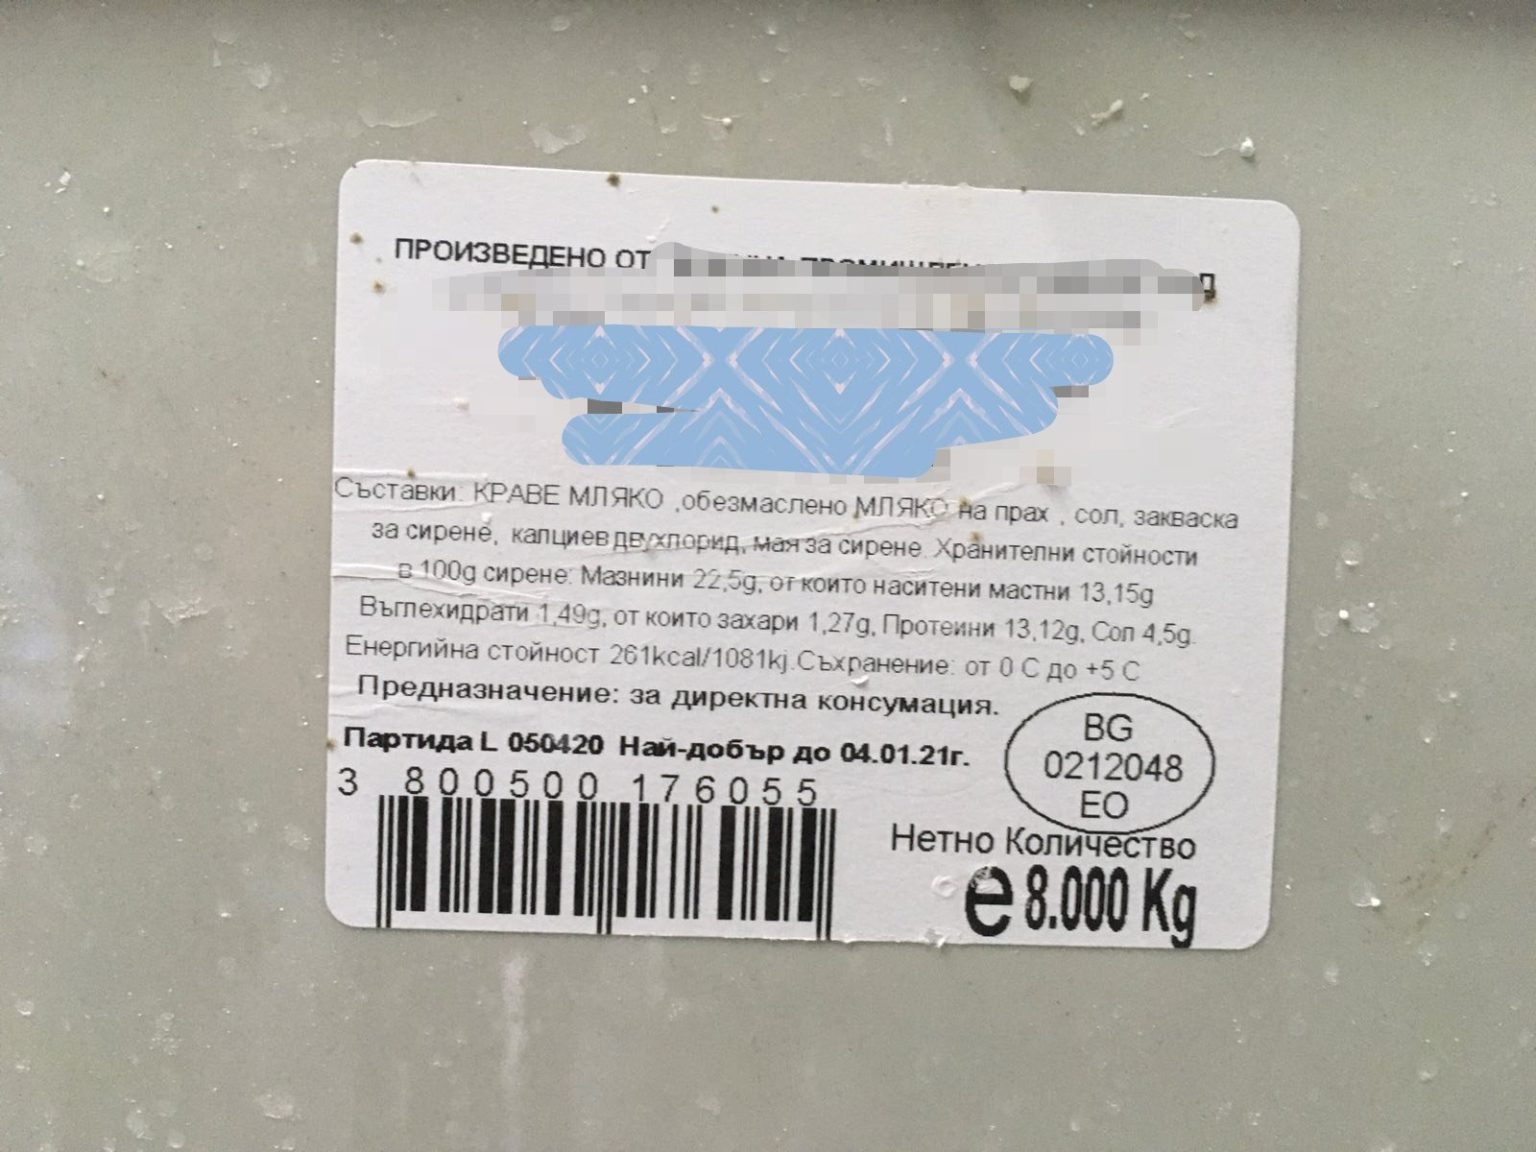 ПРОИЗВЕДЕНО ОТ
Съставки: КРАВЕ МЛЯКО ,обезмаслено МЛЯКО на прах , сол, закваска
за сирене, калциев двухлорид, мая за сирене. Хранителни стойности
в 100g сирене: Мазнини 22,5g, от които наситени мастни 13,15g
Въглехидрати 1,49g, от които захари 1,27g, Протеини 13,12g, Сол 4,5g.
Енергийна стойност 261kcal/1081kj.Съхранение: от 0 С до +5 С
Предназначение: за директна консумация.
Партида L 050420 Най-добър до 04.01.21г.
3 800500 176055
BG
0212048
EO
Нетно Количество
e 8.000 Kg